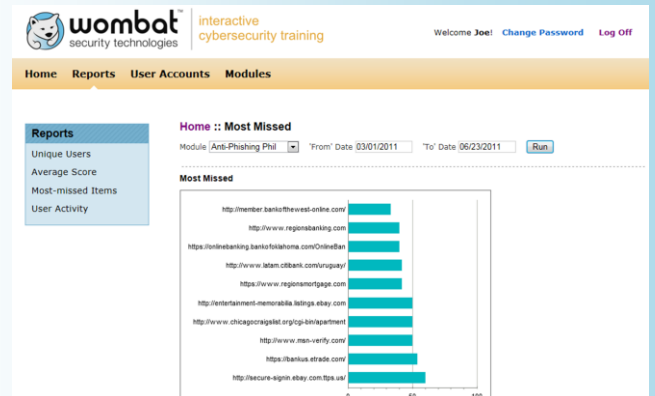 wombat™
security technologies
interactive
cybersecurity training
Welcome Joe! Change Password Log Off
Home Reports User Accounts Modules
Reports
Unique Users
Average Score
Most-missed Items
User Activity
Home :: Most Missed
Module Anti-Phishing Phil 'From' Date 03/01/2011 'To' Date 06/23/2011 Run
Most Missed
http://member.bankofthewest-online.com/
http://www.regionsbanking.com
https://onlinebanking.bankofoklahoma.com/OnlineBan
http://www.latam.citibank.com/uruguay/
https://www.regionsmortgage.com
http://entertainment-memorabilia.listings.ebay.com
http://www.chicagocraigslist.org/cgi-bin/apartment
http://www.msn-verify.com/
https://bankus.etrade.com/
http://secure-signin.ebay.com.ttps.us/
0 50 100